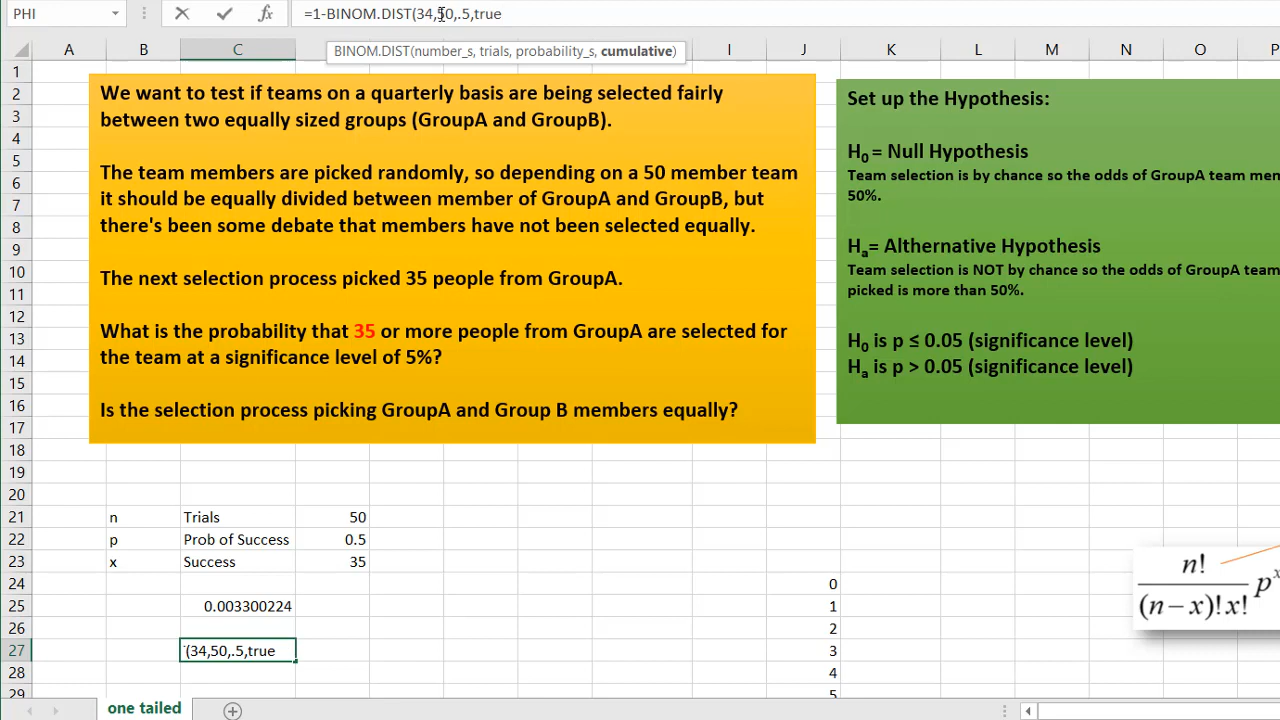 PHI
=1-BINOM.DIST(34,50,.5,true
BINOM.DIST(number_s, trials, probability_s, cumulative)
A B C I J K L M N O P
1
2
3
4
5
6
7
8
9
10
11
12
13
14
15
16
17
18
19
20
21
22
23
24
25
26
27
28
29
We want to test if teams on a quarterly basis are being selected fairly
between two equally sized groups (GroupA and GroupB).
The team members are picked randomly, so depending on a 50 member team
it should be equally divided between member of GroupA and GroupB, but
there's been some debate that members have not been selected equally.
The next selection process picked 35 people from GroupA.
What is the probability that 35 or more people from GroupA are selected for
the team at a significance level of 5%?
Is the selection process picking GroupA and Group B members equally?
Set up the Hypothesis:
H0 = Null Hypothesis
Team selection is by chance so the odds of GroupA team
50%.
Ha= Althernative Hypothesis
Team selection is NOT by chance so the odds of GroupA team
picked is more than 50%.
H0 is p ≤ 0.05 (significance level)
Ha is p > 0.05 (significance level)
n Trials 50
p Prob of Success 0.5
x Success 35
0.003300224
(34,50,.5,true
0
1
2
3
4
5
n!
(n−x)!x!
p^x
one tailed